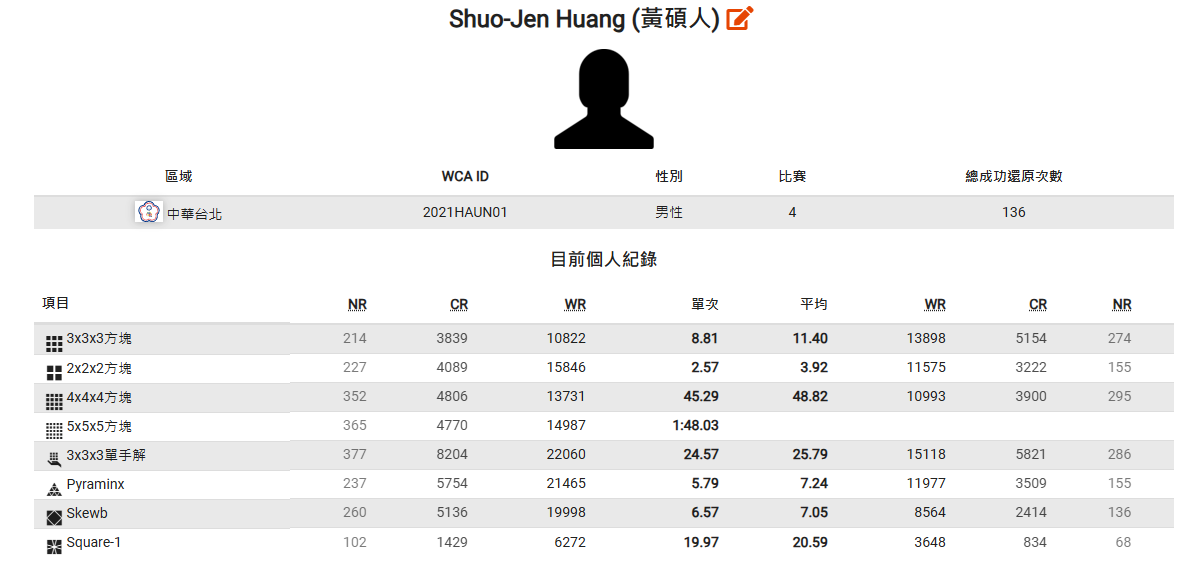 Shuo-Jen Huang (黃碩人)
區域 WCA ID 性別 比賽 總成功還原次數
中華台北 2021HAUN01 男性 4 136
目前個人紀錄
項目 NR CR WR 單次 平均 WR CR NR
3x3x3方塊 214 3839 10822 8.81 11.40 13898 5154 274
2x2x2方塊 227 4089 15846 2.57 3.92 11575 3222 155
4x4x4方塊 352 4806 13731 45.29 48.82 10993 3900 295
5x5x5方塊 365 4770 14987 1:48.03
3x3x3單手解 377 8204 22060 24.57 25.79 15118 5821 286
Pyraminx 237 5754 21465 5.79 7.24 11977 3509 155
Skewb 260 5136 19998 6.57 7.05 8564 2414 136
Square-1 102 1429 6272 19.97 20.59 3648 834 68